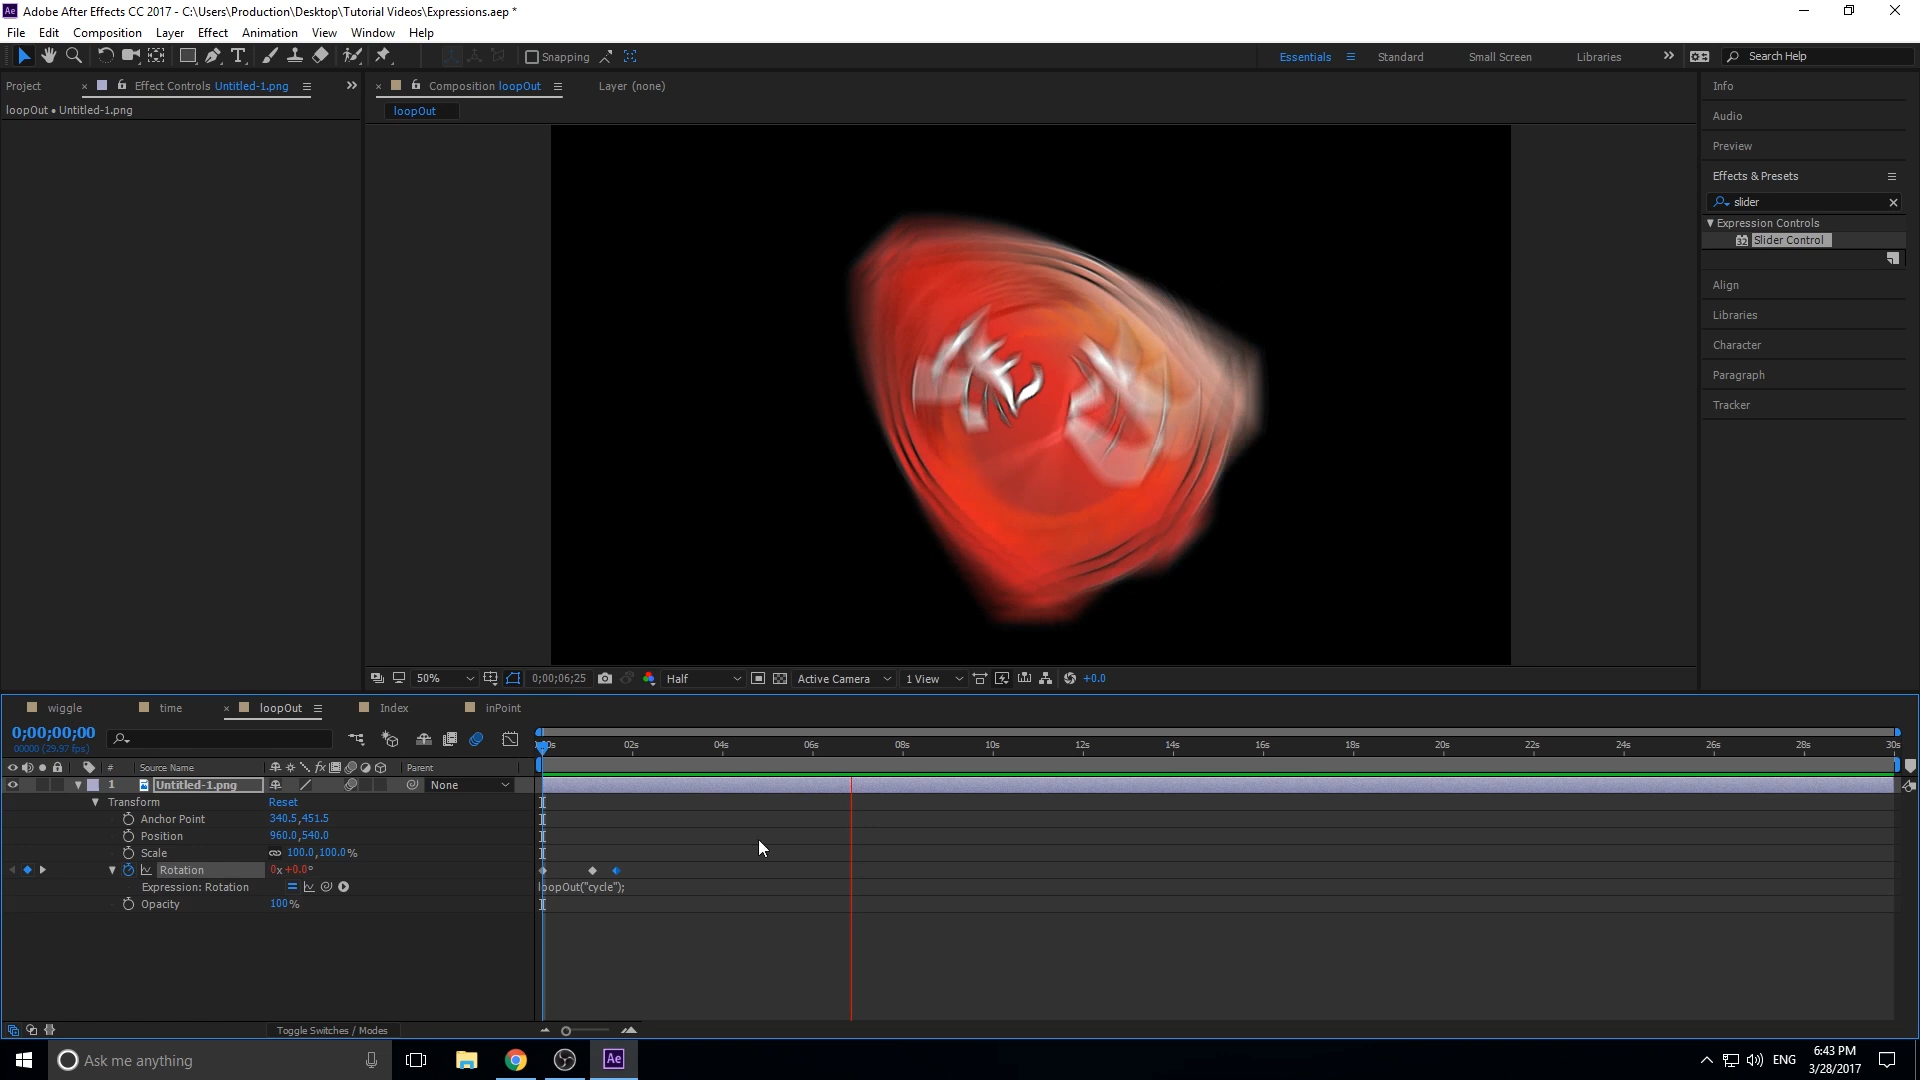 Adobe After Effects CC 2017 - C:\Users\Production\Desktop\Tutorial Videos\Expressions.aep *
File Edit Composition Layer Effect Animation View Window Help
Snapping Essentials Standard Small Screen Libraries Search Help
Project Effect Controls Untitled-1.png Composition loopOut Layer (none) Info
loopOut • Untitled-1.png loopOut
Audio
Preview
Effects & Presets
slider
Expression Controls
Slider Control
Align
Libraries
Character
Paragraph
Tracker
50% 0;00;06;25 Half Active Camera 1 View +0.0
wiggle time loopOut Index inPoint
0;00;00;00
00000 (29.97 fps)
02s 04s 06s 08s 10s 12s 14s 16s 18s 20s 22s 24s 26s 28s 30s
# Source Name Parent
1 Untitled-1.png None
Transform Reset
Anchor Point 340.5,451.5
Position 960.0,540.0
Scale 100.0,100.0%
Rotation 0x+0.0°
Expression: Rotation loopOut("cycle");
Opacity 100%
Toggle Switches / Modes
Ask me anything Ae ENG 6:43 PM
3/28/2017